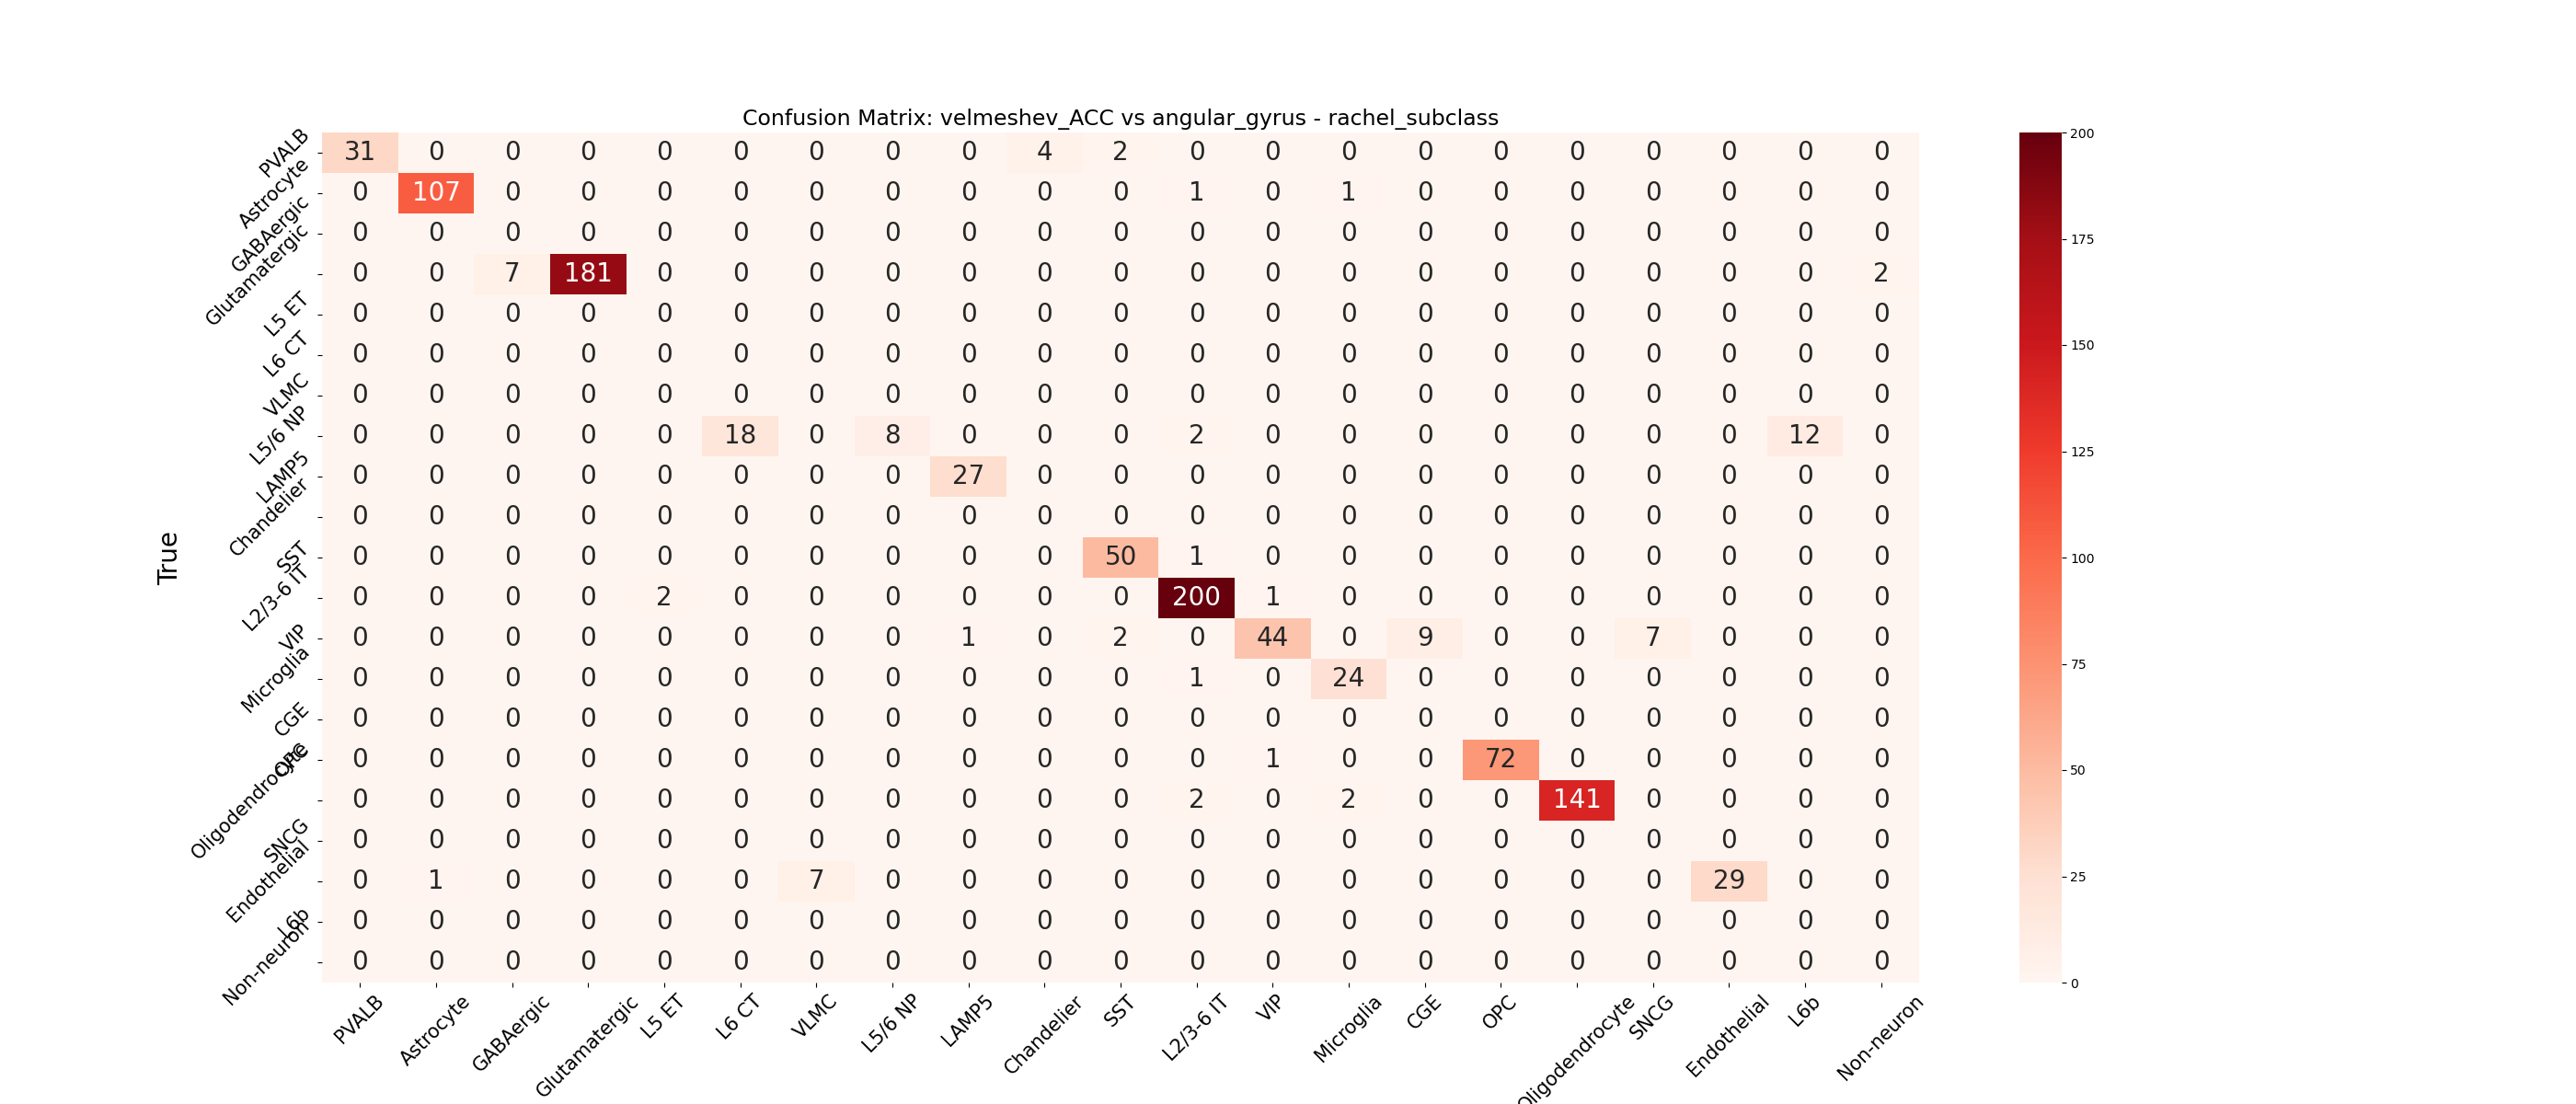 Confusion Matrix: velmeshev_ACC vs angular_gyrus - rachel_subclass
True
PVALB 31 0 0 0 0 0 0 0 0 4 2 0 0 0 0 0 0 0 0 0 0
Astrocyte 0 107 0 0 0 0 0 0 0 0 0 1 0 1 0 0 0 0 0 0 0
GABAergic 0 0 0 0 0 0 0 0 0 0 0 0 0 0 0 0 0 0 0 0 0
Glutamatergic 0 0 7 181 0 0 0 0 0 0 0 0 0 0 0 0 0 0 0 0 2
L5 ET 0 0 0 0 0 0 0 0 0 0 0 0 0 0 0 0 0 0 0 0 0
L6 CT 0 0 0 0 0 0 0 0 0 0 0 0 0 0 0 0 0 0 0 0 0
VLMC 0 0 0 0 0 0 0 0 0 0 0 0 0 0 0 0 0 0 0 0 0
L5/6 NP 0 0 0 0 0 18 0 8 0 0 0 2 0 0 0 0 0 0 0 12 0
LAMP5 0 0 0 0 0 0 0 0 27 0 0 0 0 0 0 0 0 0 0 0 0
Chandelier 0 0 0 0 0 0 0 0 0 0 0 0 0 0 0 0 0 0 0 0 0
SST 0 0 0 0 0 0 0 0 0 0 50 1 0 0 0 0 0 0 0 0 0
L2/3-6 IT 0 0 0 0 2 0 0 0 0 0 0 200 1 0 0 0 0 0 0 0 0
VIP 0 0 0 0 0 0 0 0 1 0 2 0 44 0 9 0 0 7 0 0 0
Microglia 0 0 0 0 0 0 0 0 0 0 0 1 0 24 0 0 0 0 0 0 0
CGE 0 0 0 0 0 0 0 0 0 0 0 0 0 0 0 0 0 0 0 0 0
OPC 0 0 0 0 0 0 0 0 0 0 0 0 1 0 0 72 0 0 0 0 0
Oligodendrocyte 0 0 0 0 0 0 0 0 0 0 0 2 0 2 0 0 141 0 0 0 0
SNCG 0 0 0 0 0 0 0 0 0 0 0 0 0 0 0 0 0 0 0 0 0
Endothelial 0 1 0 0 0 0 7 0 0 0 0 0 0 0 0 0 0 0 29 0 0
L6b 0 0 0 0 0 0 0 0 0 0 0 0 0 0 0 0 0 0 0 0 0
Non-neuron 0 0 0 0 0 0 0 0 0 0 0 0 0 0 0 0 0 0 0 0 0
PVALB Astrocyte GABAergic Glutamatergic L5 ET L6 CT VLMC L5/6 NP LAMP5 Chandelier SST L2/3-6 IT VIP Microglia CGE OPC Oligodendrocyte SNCG Endothelial L6b Non-neuron
200
175
150
125
100
75
50
25
0